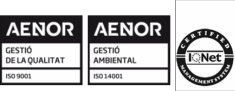 AENOR
GESTIÓ
DE LA QUALITAT
ISO 9001
AENOR
GESTIÓ
AMBIENTAL
ISO 14001
CERTIFIED
IQNet
MANAGEMENT SYSTEM